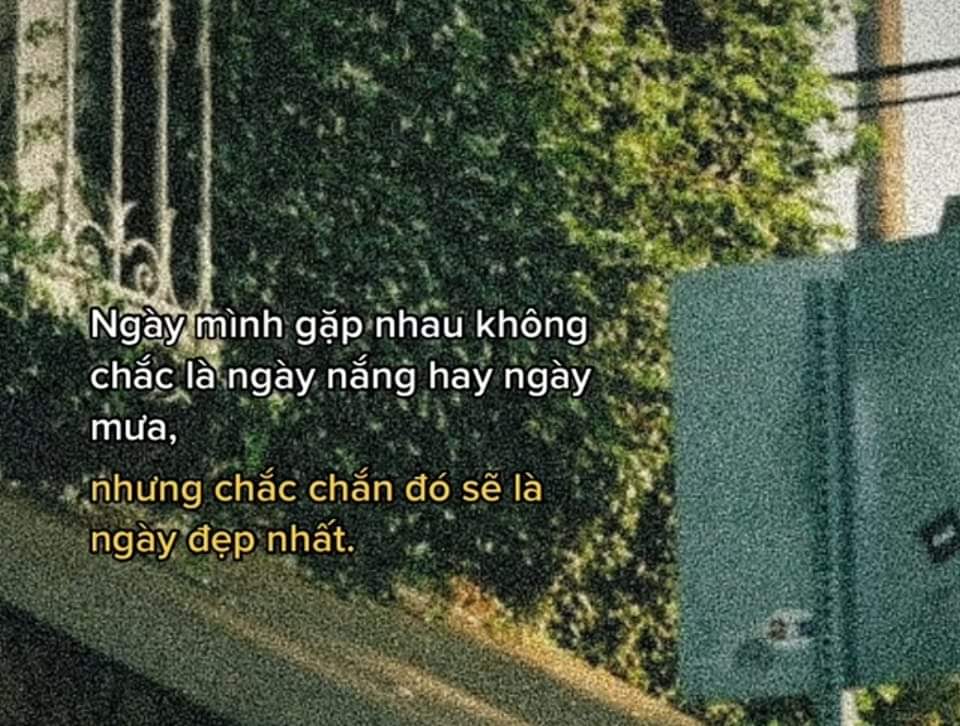 Ngày mình gặp nhau không
chắc là ngày nắng hay ngày
mưa,
nhưng chắc chắn đó sẽ là
ngày đẹp nhất.